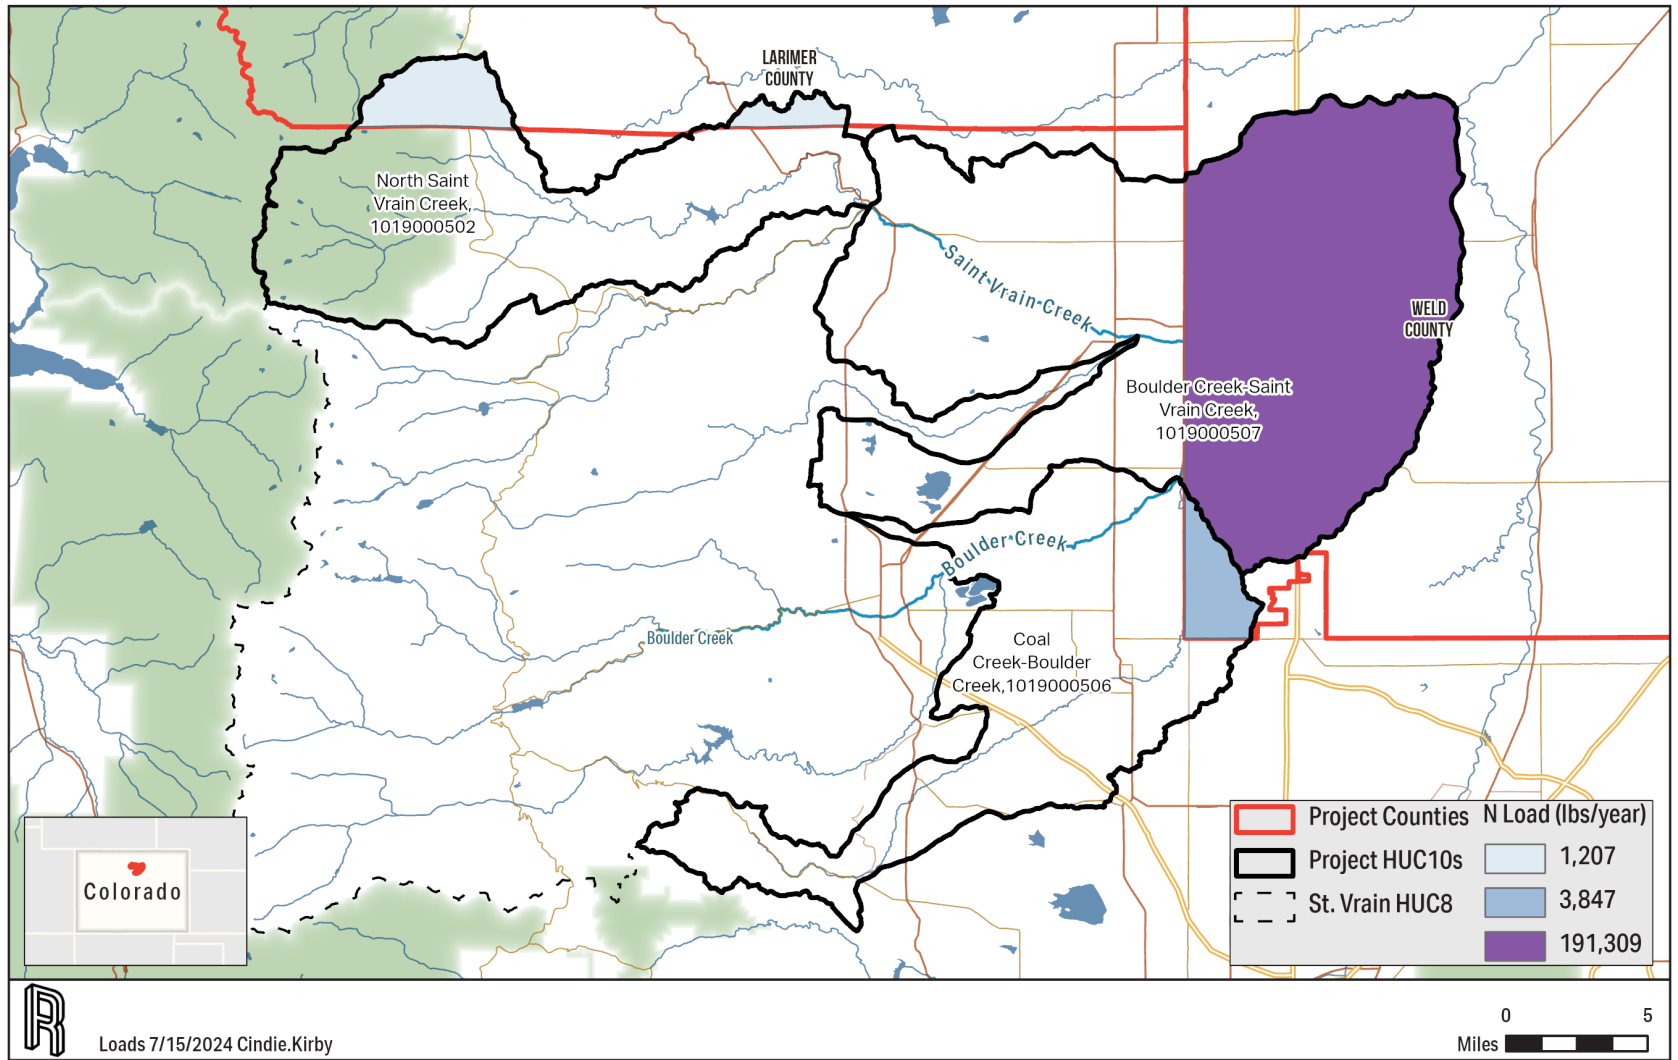 LARIMER
COUNTY
North Saint
Vrain Creek,
1019000502
Saint Vrain Creek
WELD
COUNTY
Boulder Creek-Saint
Vrain Creek,
1019000507
Boulder Creek
Boulder Creek
Coal
Creek-Boulder
Creek,1019000506
Project Counties
Project HUC10s
St. Vrain HUC8
N Load (lbs/year)
1,207
3,847
191,309
Colorado
R
Loads 7/15/2024 Cindie.Kirby
0 5
Miles